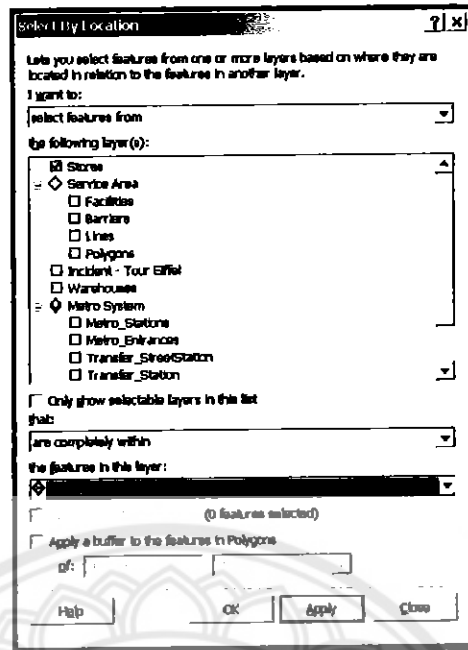 Select By Location
? ×
Lets you select features from one or more layers based on where they are
located in relation to the features in another layer.
I want to:
select features from
the following layer(s):
Stores
Service Area
Facilities
Barriers
Lines
Polygons
Incident - Tour Eiffel
Warehouses
Metro System
Metro_Stations
Metro_Entrances
Transfer_StreetStation
Transfer_Station
Only show selectable layers in this list
that:
are completely within
the features in this layer:
(0 features selected)
Apply a buffer to the features in Polygons
of:
Help
OK
Apply
Close